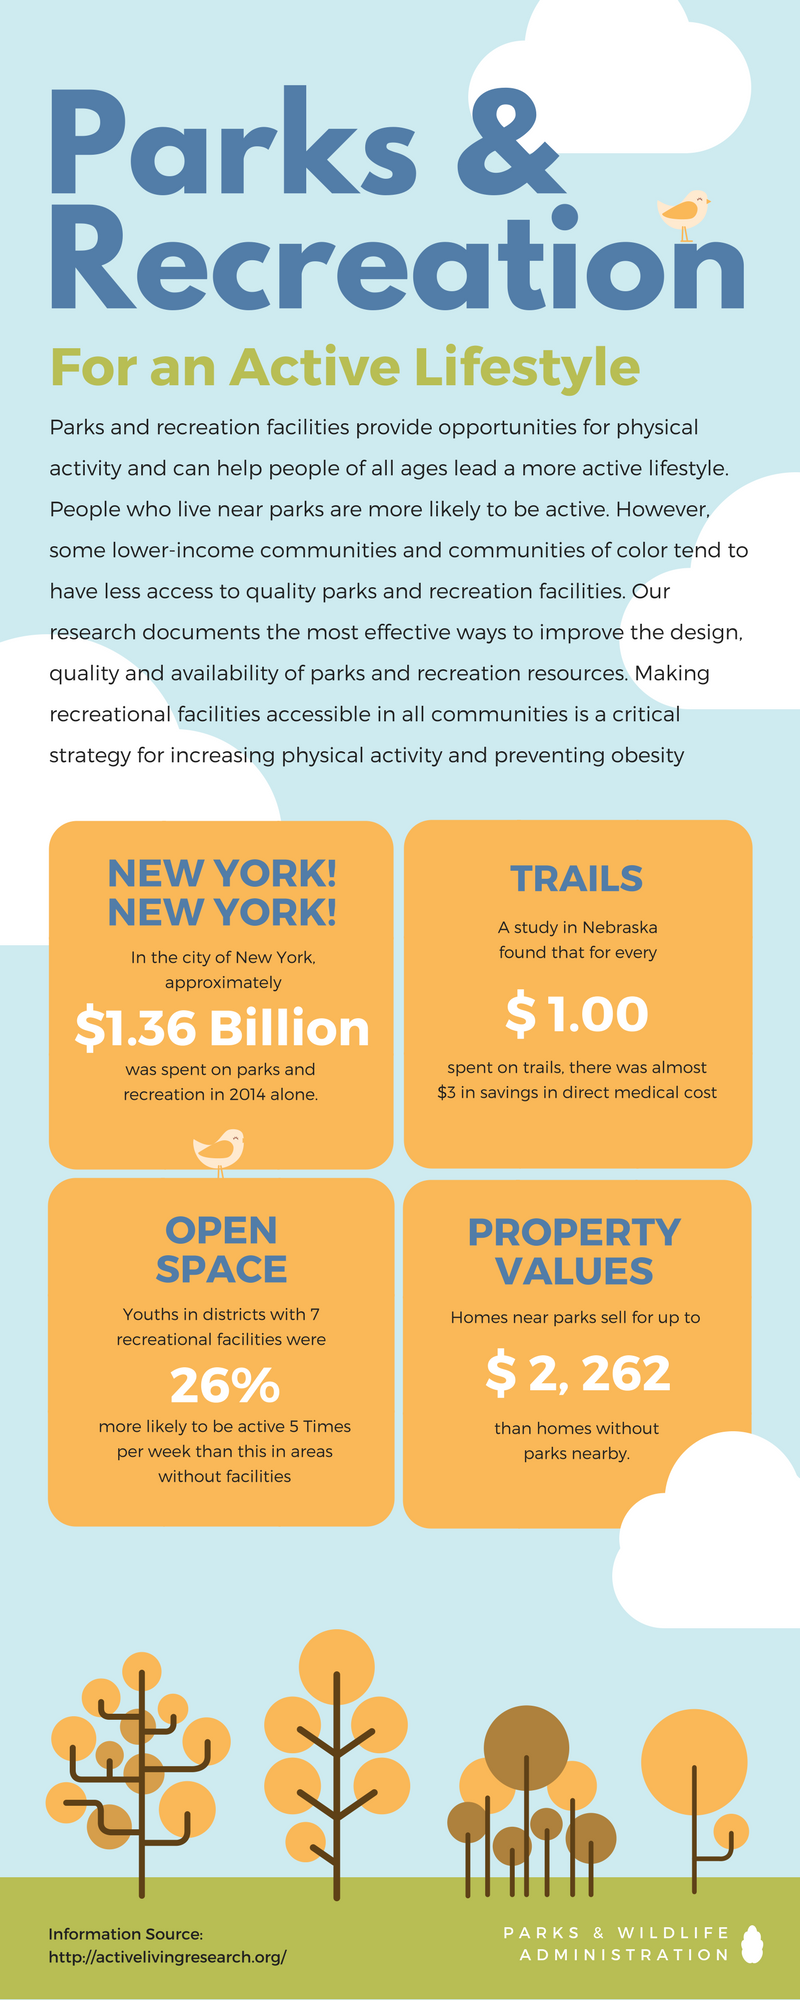 Parks &
Recreation
For an Active Lifestyle
Parks and recreation facilities provide opportunities for physical
activity and can help people of all ages lead a more active lifestyle.
People who live near parks are more likely to be active. However,
some lower-income communities and communities of color tend to
have less access to quality parks and recreation facilities. Our
research documents the most effective ways to improve the design,
quality and availability of parks and recreation resources. Making
recreational facilities accessible in all communities is a critical
strategy for increasing physical activity and preventing obesity
NEW YORK!
NEW YORK!
In the city of New York,
approximately
$1.36 Billion
was spent on parks and
recreation in 2014 alone.
TRAILS
A study in Nebraska
found that for every
$ 1.00
spent on trails, there was almost
$3 in savings in direct medical cost
OPEN
SPACE
Youths in districts with 7
recreational facilities were
26%
more likely to be active 5 Times
per week than this in areas
without facilities
PROPERTY
VALUES
Homes near parks sell for up to
$ 2, 262
than homes without
parks nearby.
Information Source:
http://activelivingresearch.org/
PARKS & WILDLIFE
ADMINISTRATION